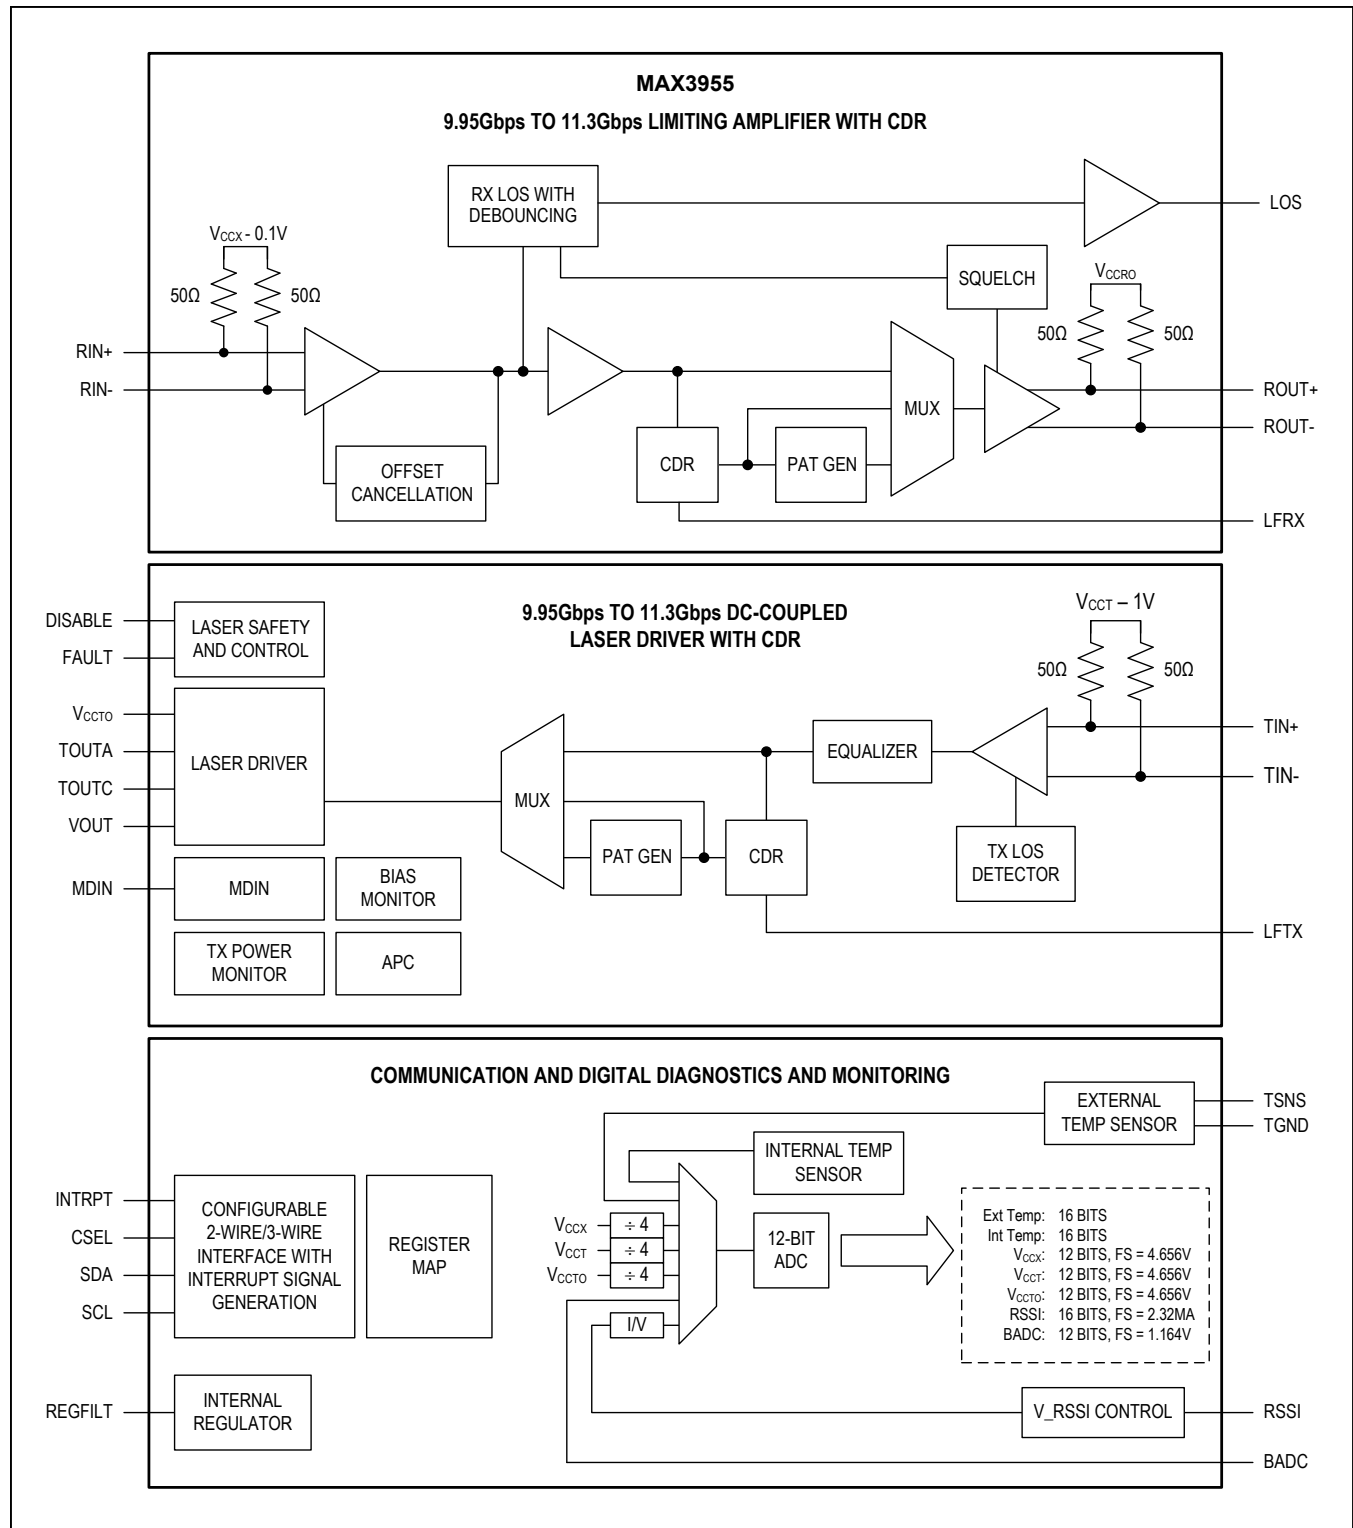 MAX3955
9.95Gbps TO 11.3Gbps LIMITING AMPLIFIER WITH CDR
RX LOS WITH
DEBOUNCING
LOS
VCCX - 0.1V
50Ω
50Ω
SQUELCH
VCCRO
50Ω
50Ω
RIN+
RIN-
MUX
ROUT+
ROUT-
OFFSET
CANCELLATION
CDR
PAT GEN
LFRX
9.95Gbps TO 11.3Gbps DC-COUPLED
LASER DRIVER WITH CDR
DISABLE
FAULT
LASER SAFETY
AND CONTROL
VCCT – 1V
50Ω
50Ω
VCCTO
TOUTA
TOUTC
VOUT
LASER DRIVER
MUX
EQUALIZER
TIN+
TIN-
PAT GEN
CDR
TX LOS
DETECTOR
MDIN
MDIN
BIAS
MONITOR
TX POWER
MONITOR
APC
LFTX
COMMUNICATION AND DIGITAL DIAGNOSTICS AND MONITORING
EXTERNAL
TEMP SENSOR
TSNS
TGND
INTERNAL TEMP
SENSOR
INTRPT
CSEL
SDA
SCL
CONFIGURABLE
2-WIRE/3-WIRE
INTERFACE WITH
INTERRUPT SIGNAL
GENERATION
REGISTER
MAP
VCCX
÷ 4
VCCT
÷ 4
VCCTO
÷ 4
I/V
12-BIT
ADC
Ext Temp: 16 BITS
Int Temp: 16 BITS
VCCX: 12 BITS, FS = 4.656V
VCCT: 12 BITS, FS = 4.656V
VCCTO: 12 BITS, FS = 4.656V
RSSI: 16 BITS, FS = 2.32MA
BADC: 12 BITS, FS = 1.164V
REGFILT
INTERNAL
REGULATOR
V_RSSI CONTROL
RSSI
BADC